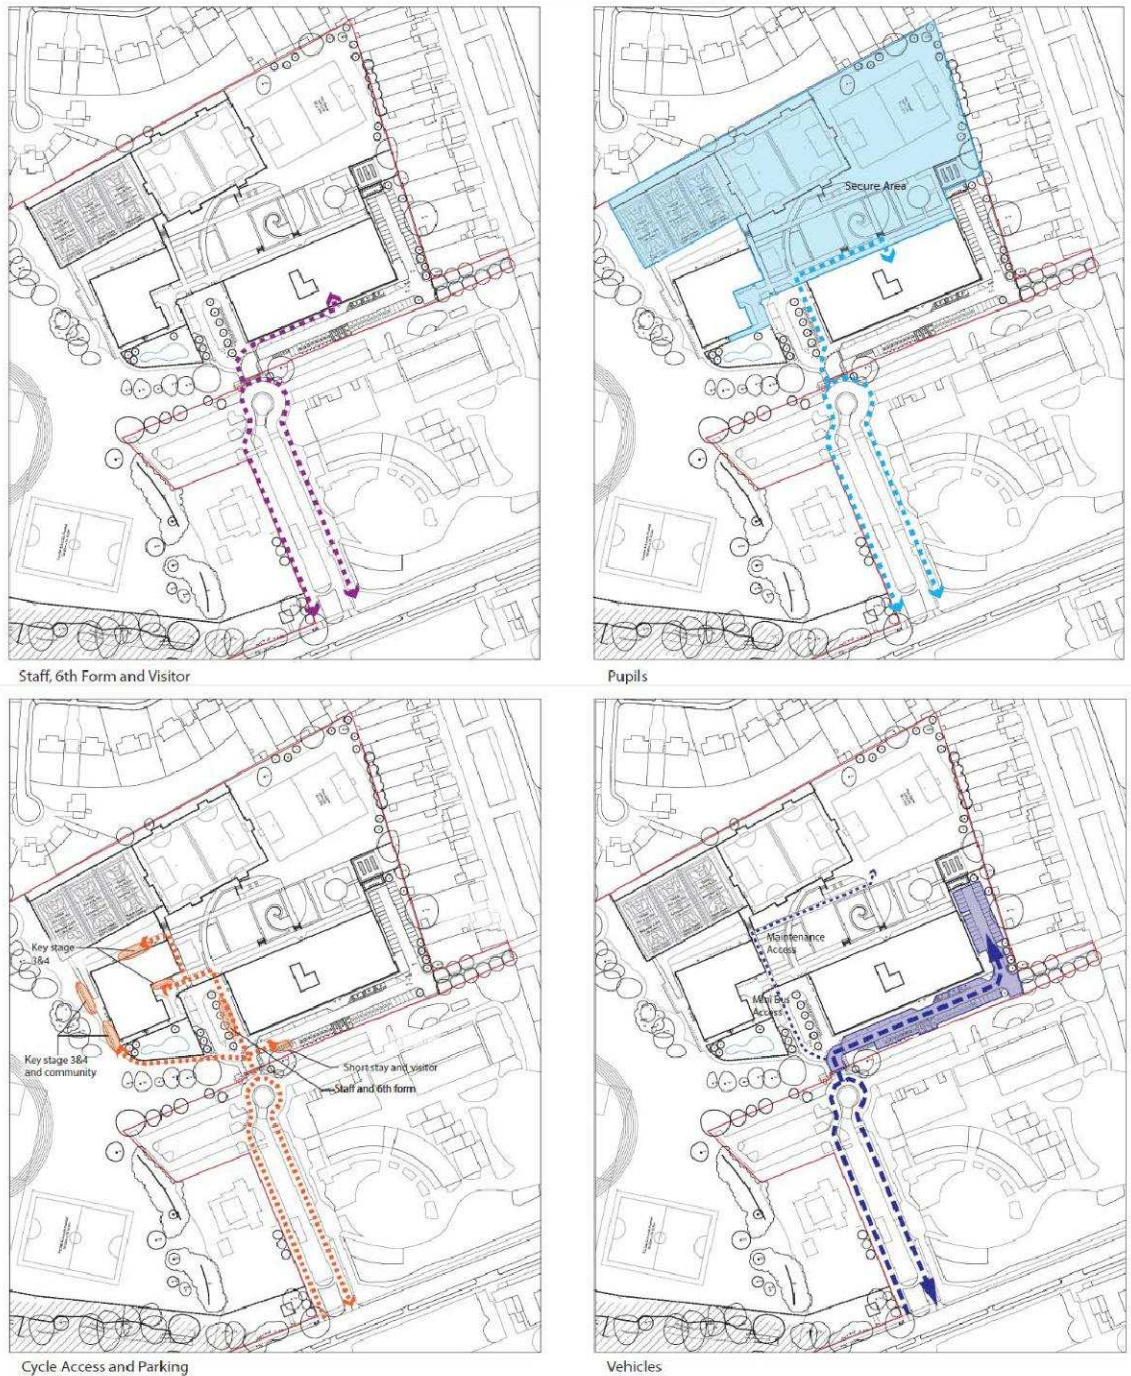 Staff, 6th Form and Visitor
Secure Area
Pupils
Key stage
3&4
Key stage 3&4
and community
Short stay and visitor
Staff and 6th form
Cycle Access and Parking
Maintenance
Access
Mini Bus
Access
Vehicles